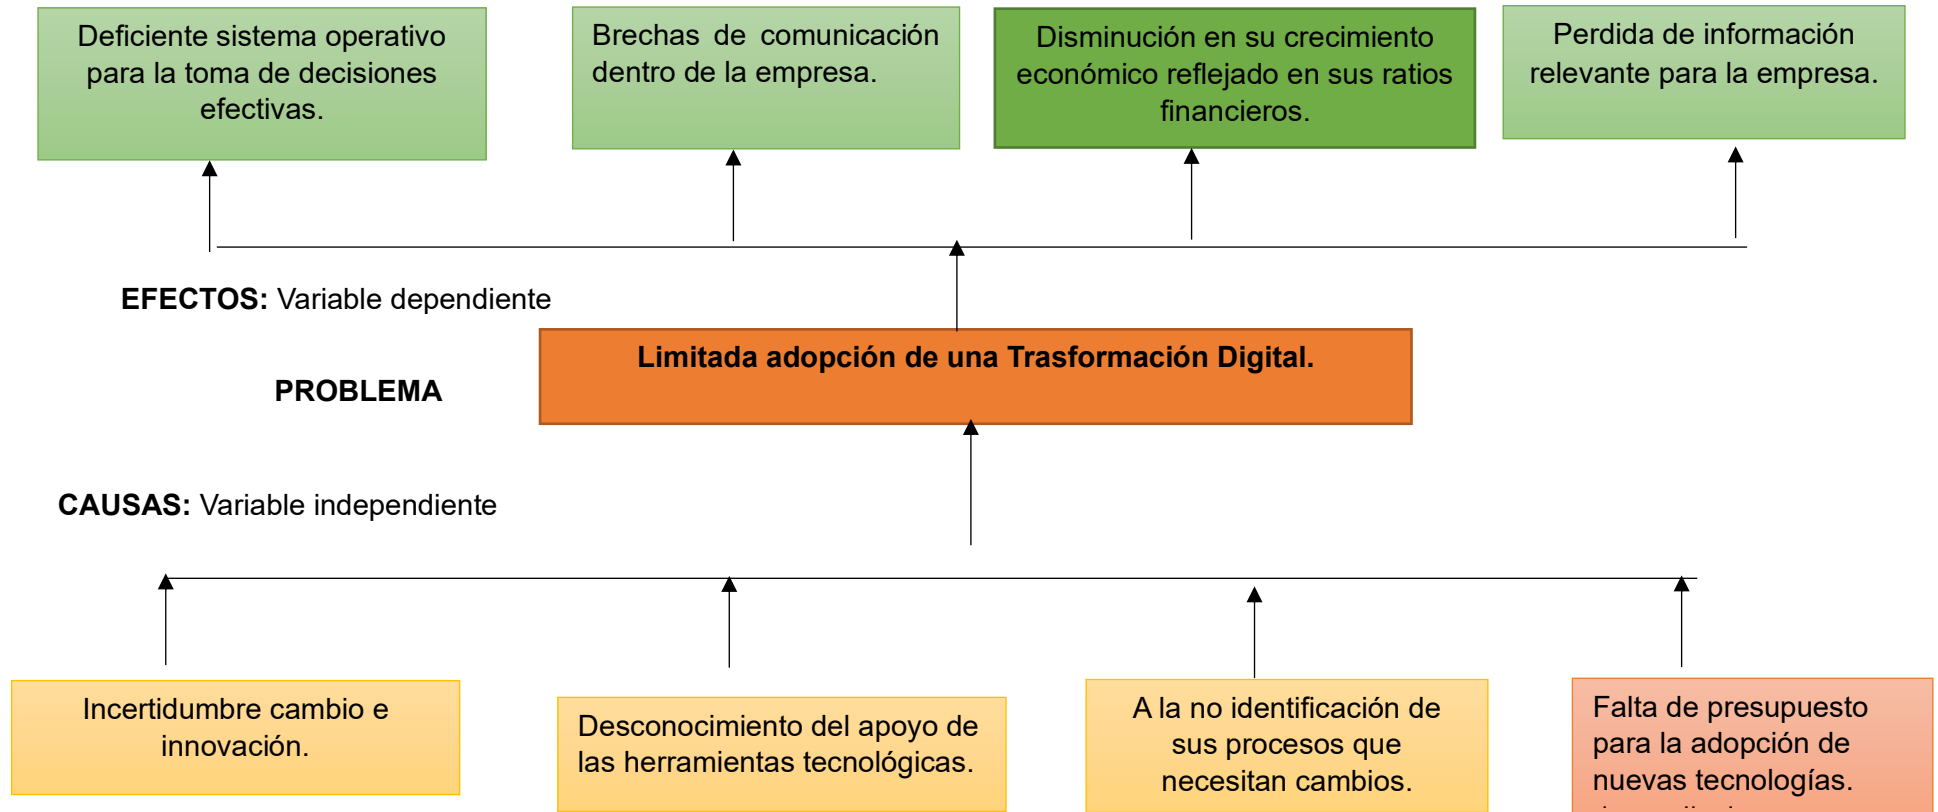 Deficiente sistema operativo
para la toma de decisiones
efectivas.
Brechas de comunicación
dentro de la empresa.
Disminución en su crecimiento
económico reflejado en sus ratios
financieros.
Perdida de información
relevante para la empresa.
EFECTOS: Variable dependiente
Limitada adopción de una Trasformación Digital.
PROBLEMA
CAUSAS: Variable independiente
Incertidumbre cambio e
innovación.
Desconocimiento del apoyo de
las herramientas tecnológicas.
A la no identificación de
sus procesos que
necesitan cambios.
Falta de presupuesto
para la adopción de
nuevas tecnologías.